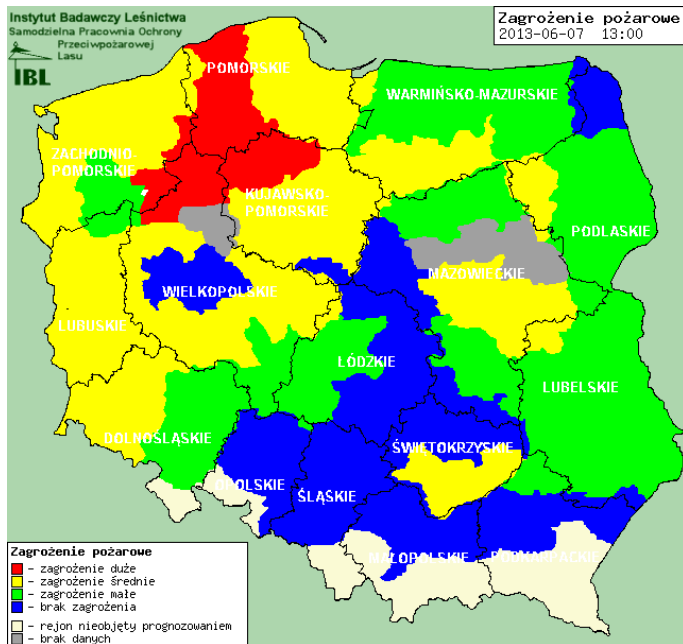 Instytut Badawczy Leśnictwa
Samodzielna Pracownia Ochrony
Przeciwpożarowej
Lasu
IBL
Zagrożenie pożarowe
2013-06-07 13:00
POMORSKIE
WARMIŃSKO-MAZURSKIE
ZACHODNIO-
POMORSKIE
KUJAWSKO-
POMORSKIE
PODLASKIE
MAZOWIECKIE
WIELKOPOLSKIE
LUBUSKIE
ŁÓDZKIE
LUBELSKIE
DOLNOŚLĄSKIE
ŚWIĘTOKRZYSKIE
OPOLSKIE
ŚLĄSKIE
MAŁOPOLSKIE
PODKARPACKIE
Zagrożenie pożarowe
- zagrożenie duże
- zagrożenie średnie
- zagrożenie małe
- brak zagrożenia
- rejon nieobjęty prognozowaniem
- brak danych